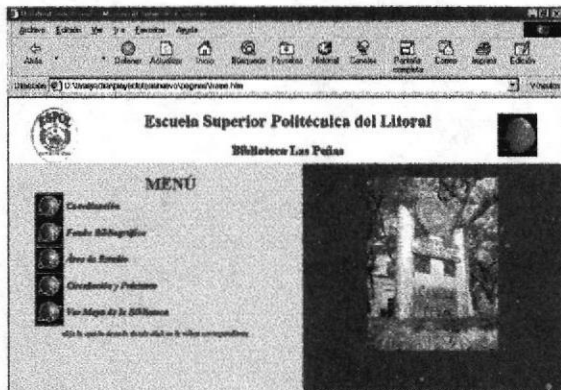 Archivo Edición Ver Ir a Favoritos Ayuda
Atrás Detener Actualizar Inicio Búsqueda Favoritos Historial Canales Pantalla completa Correo Imprimir Edición
Dirección
Vínculos
ESPOL
Escuela Superior Politécnica del Litoral
Biblioteca Las Peñas
MENÚ
Coordinación
Fondo Bibliográfico
Área de Estudio
Circulación y Préstamo
Ver Mapa de la Biblioteca